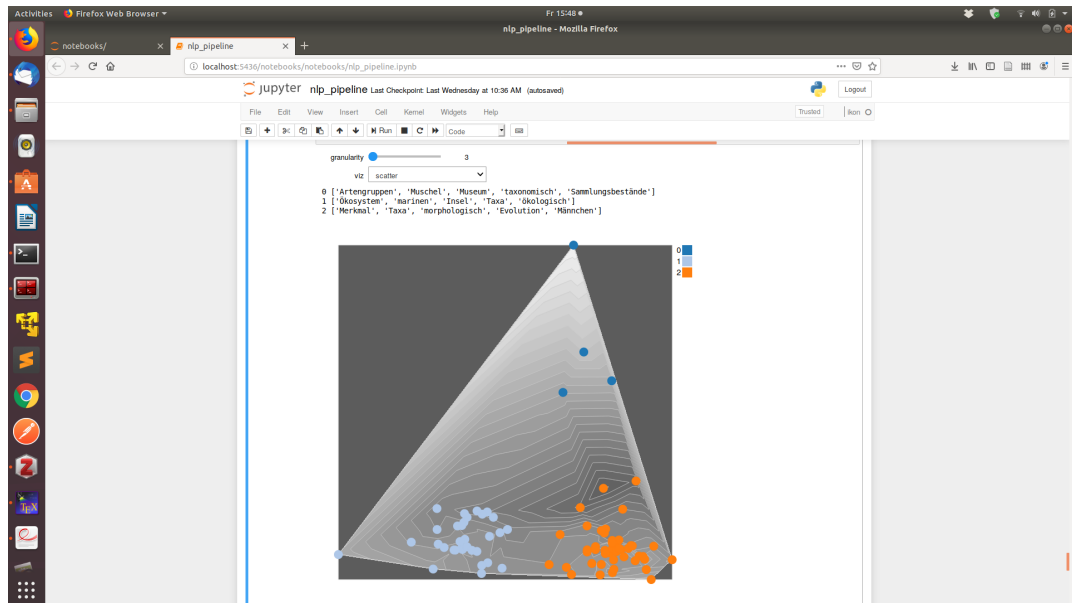 Activities Firefox Web Browser ▾ Fr 15:48
nlp_pipeline - Mozilla Firefox
notebooks/ × nlp_pipeline × +
localhost:5436/notebooks/notebooks/nlp_pipeline.ipynb
jupyter nlp_pipeline Last Checkpoint: Last Wednesday at 10:36 AM (autosaved) Logout
File Edit View Insert Cell Kernel Widgets Help Trusted ikon
Run Code
granularity 3
viz scatter
0 ['Artengruppen', 'Muschel', 'Museum', 'taxonomisch', 'Sammlungsbestände']
1 ['Ökosystem', 'marinen', 'Insel', 'Taxa', 'ökologisch']
2 ['Merkmal', 'Taxa', 'morphologisch', 'Evolution', 'Männchen']
0
1
2